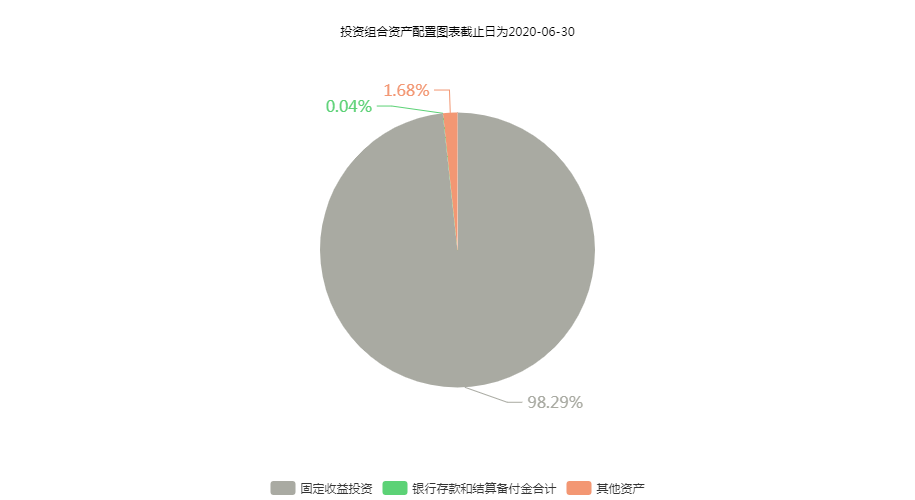 投资组合资产配置图表截止日为2020-06-30
1.68%
0.04%
98.29%
固定收益投资 银行存款和结算备付金合计 其他资产